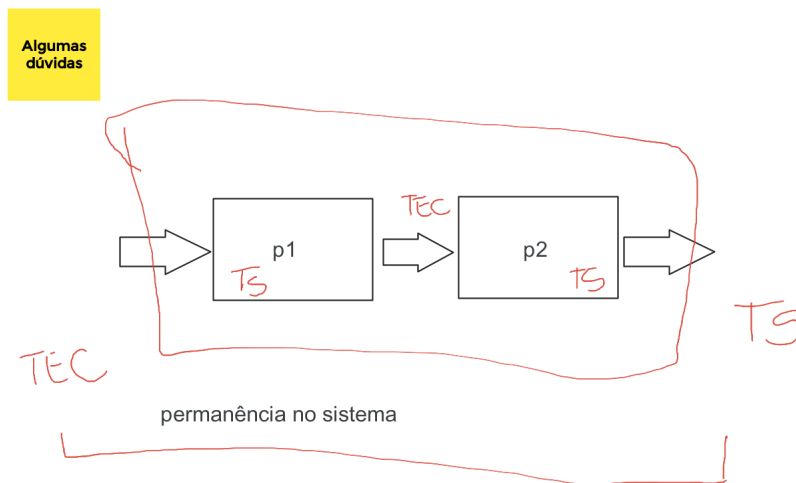 Algumas
dúvidas
TEC
p1
p2
TS
TS
TS
TEC
permanência no sistema